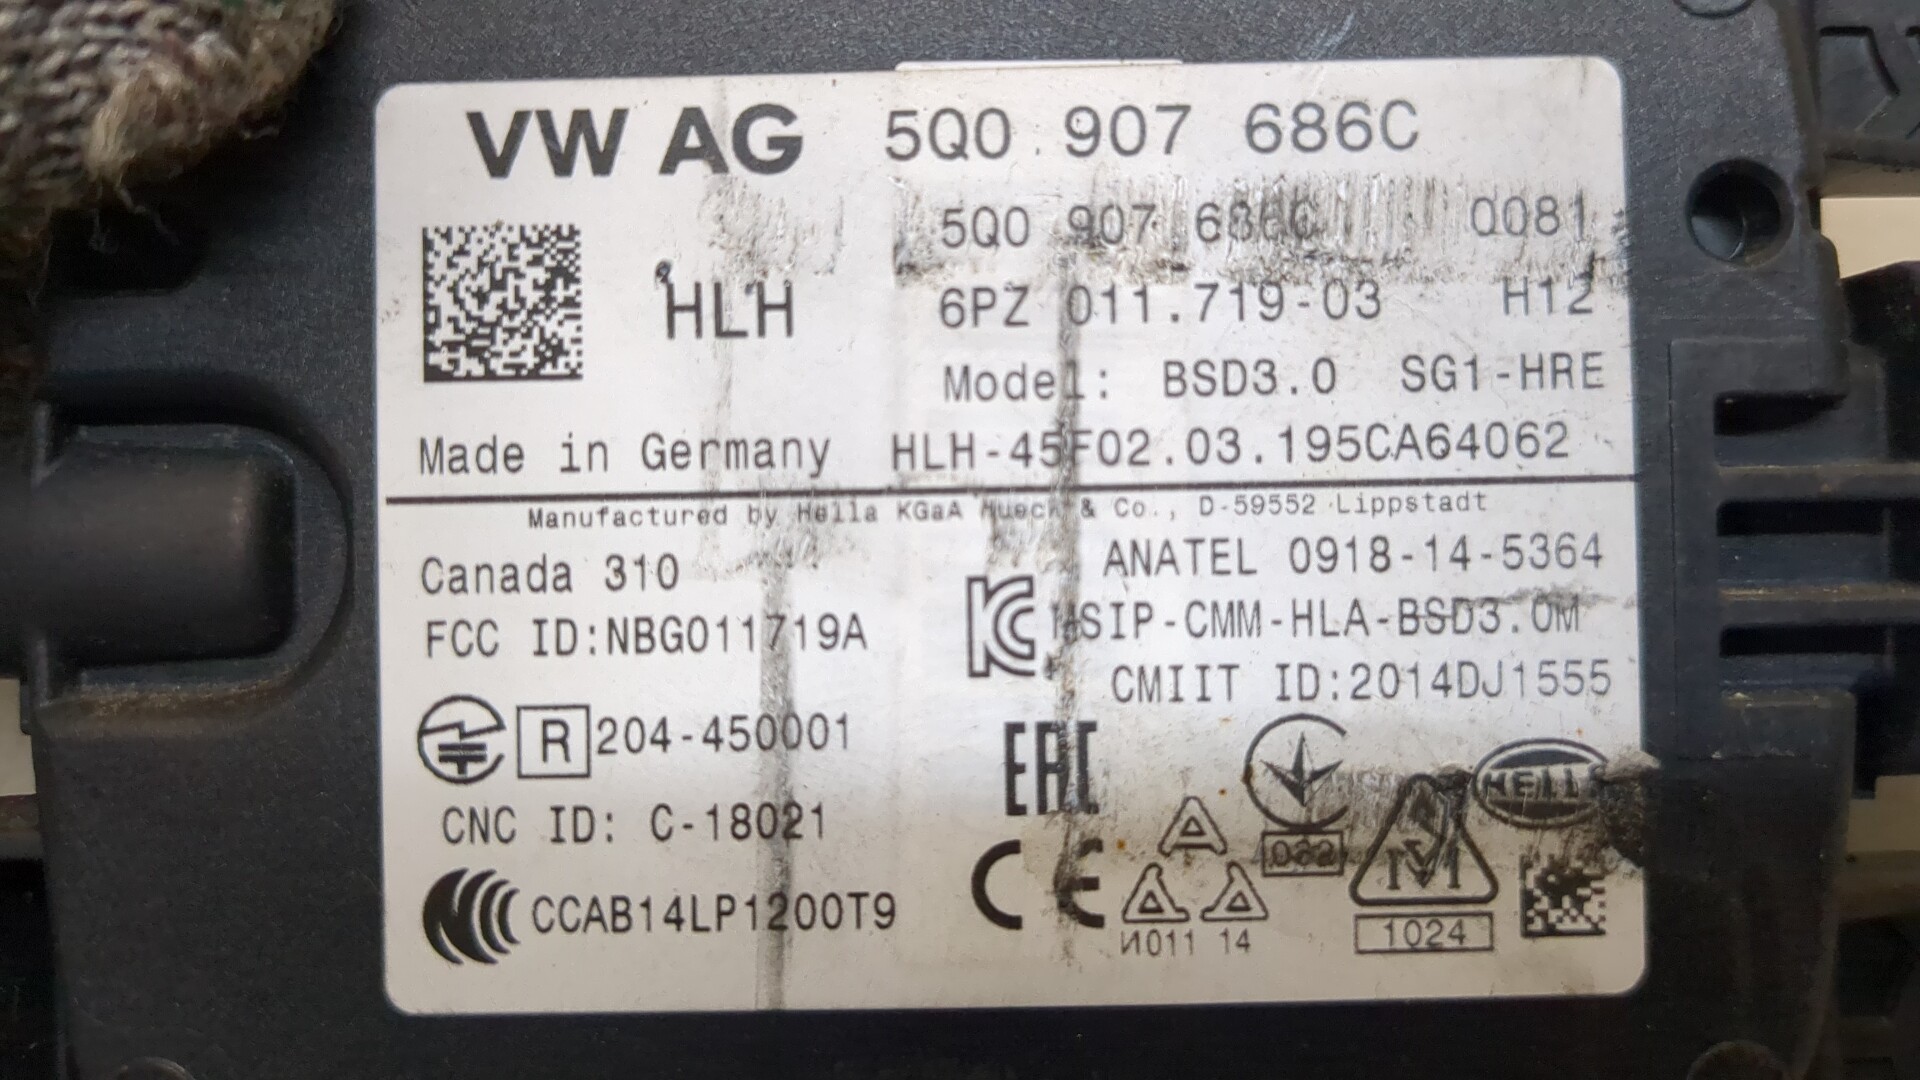 VW AG 5Q0 907 686C
5Q0 907 686C 0081
HLH 6PZ 011.719-03 H12
Model: BSD3.0 SG1-HRE
Made in Germany HLH-45F02.03.195CA64062
Manufactured by Hella KGaA Hueck & Co., D-59552 Lippstadt
Canada 310 ANATEL 0918-14-5364
FCC ID:NBG011719A SIP-CMM-HLA-BSD3.0M
CMIIT ID:2014DJ1555
R 204-450001 EAC
HELLA
CNC ID: C-18021
CCAB14LP1200T9 CE
И011 14
1024